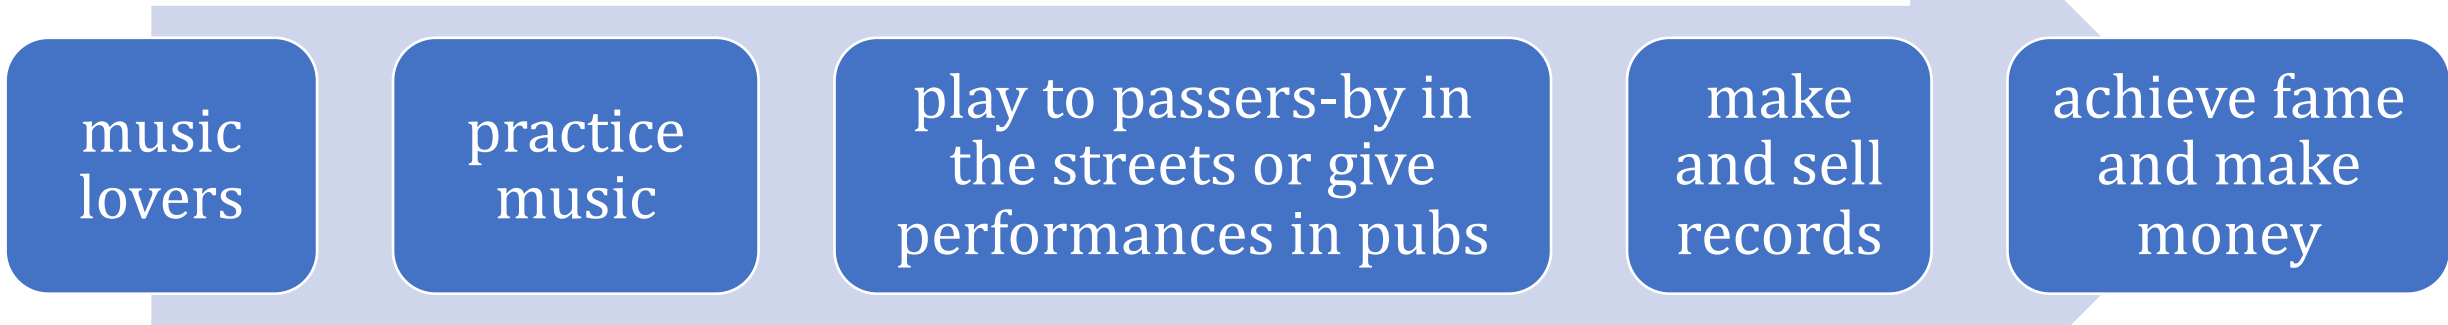 music
lovers
practice
music
play to passers-by in
the streets or give
performances in pubs
make
and sell
records
achieve fame
and make
money